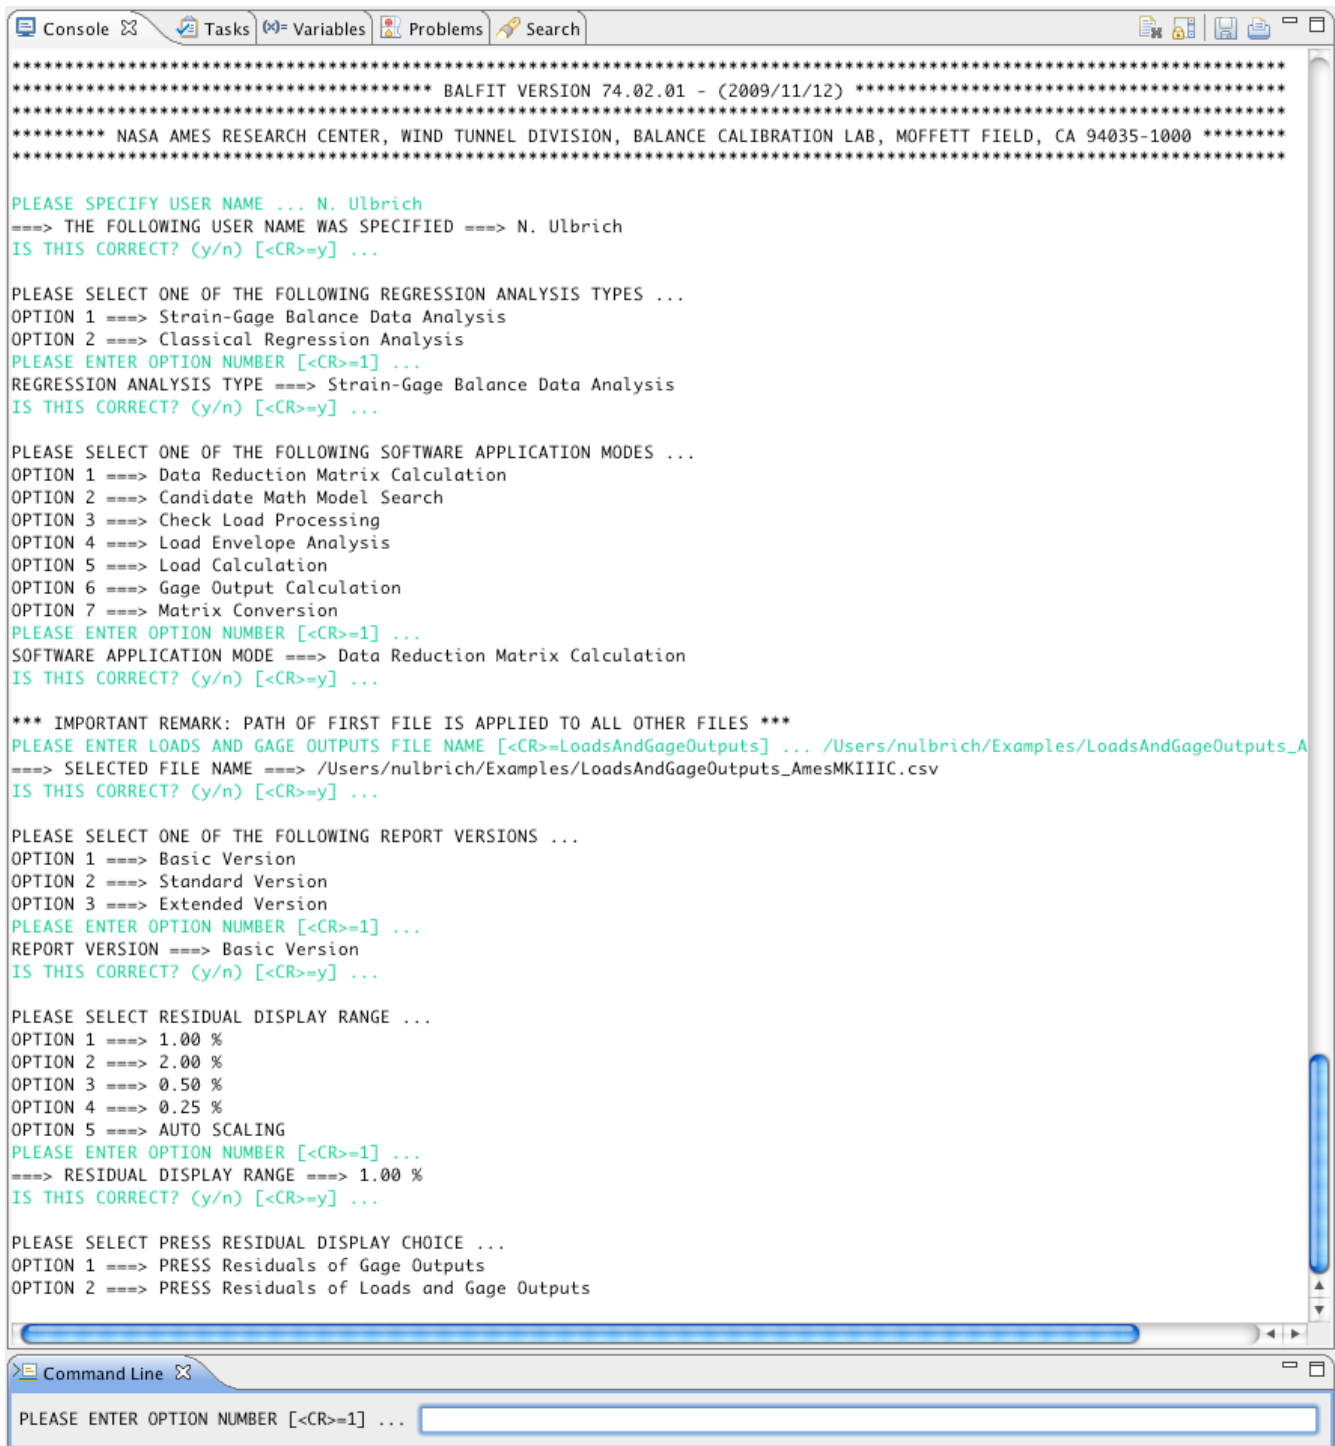 Console Tasks (x)= Variables Problems Search
*************************************************************************************************************************
**************************************** BALFIT VERSION 74.02.01 - (2009/11/12) *****************************************
*************************************************************************************************************************
********* NASA AMES RESEARCH CENTER, WIND TUNNEL DIVISION, BALANCE CALIBRATION LAB, MOFFETT FIELD, CA 94035-1000 ********
*************************************************************************************************************************
PLEASE SPECIFY USER NAME ... N. Ulbrich
===> THE FOLLOWING USER NAME WAS SPECIFIED ===> N. Ulbrich
IS THIS CORRECT? (y/n) [<CR>=y] ...
PLEASE SELECT ONE OF THE FOLLOWING REGRESSION ANALYSIS TYPES ...
OPTION 1 ===> Strain-Gage Balance Data Analysis
OPTION 2 ===> Classical Regression Analysis
PLEASE ENTER OPTION NUMBER [<CR>=1] ...
REGRESSION ANALYSIS TYPE ===> Strain-Gage Balance Data Analysis
IS THIS CORRECT? (y/n) [<CR>=y] ...
PLEASE SELECT ONE OF THE FOLLOWING SOFTWARE APPLICATION MODES ...
OPTION 1 ===> Data Reduction Matrix Calculation
OPTION 2 ===> Candidate Math Model Search
OPTION 3 ===> Check Load Processing
OPTION 4 ===> Load Envelope Analysis
OPTION 5 ===> Load Calculation
OPTION 6 ===> Gage Output Calculation
OPTION 7 ===> Matrix Conversion
PLEASE ENTER OPTION NUMBER [<CR>=1] ...
SOFTWARE APPLICATION MODE ===> Data Reduction Matrix Calculation
IS THIS CORRECT? (y/n) [<CR>=y] ...
*** IMPORTANT REMARK: PATH OF FIRST FILE IS APPLIED TO ALL OTHER FILES ***
PLEASE ENTER LOADS AND GAGE OUTPUTS FILE NAME [<CR>=LoadsAndGageOutputs] ... /Users/nulbrich/Examples/LoadsAndGageOutputs_A
===> SELECTED FILE NAME ===> /Users/nulbrich/Examples/LoadsAndGageOutputs_AmesMKIIIC.csv
IS THIS CORRECT? (y/n) [<CR>=y] ...
PLEASE SELECT ONE OF THE FOLLOWING REPORT VERSIONS ...
OPTION 1 ===> Basic Version
OPTION 2 ===> Standard Version
OPTION 3 ===> Extended Version
PLEASE ENTER OPTION NUMBER [<CR>=1] ...
REPORT VERSION ===> Basic Version
IS THIS CORRECT? (y/n) [<CR>=y] ...
PLEASE SELECT RESIDUAL DISPLAY RANGE ...
OPTION 1 ===> 1.00 %
OPTION 2 ===> 2.00 %
OPTION 3 ===> 0.50 %
OPTION 4 ===> 0.25 %
OPTION 5 ===> AUTO SCALING
PLEASE ENTER OPTION NUMBER [<CR>=1] ...
===> RESIDUAL DISPLAY RANGE ===> 1.00 %
IS THIS CORRECT? (y/n) [<CR>=y] ...
PLEASE SELECT PRESS RESIDUAL DISPLAY CHOICE ...
OPTION 1 ===> PRESS Residuals of Gage Outputs
OPTION 2 ===> PRESS Residuals of Loads and Gage Outputs
Command Line
PLEASE ENTER OPTION NUMBER [<CR>=1] ...